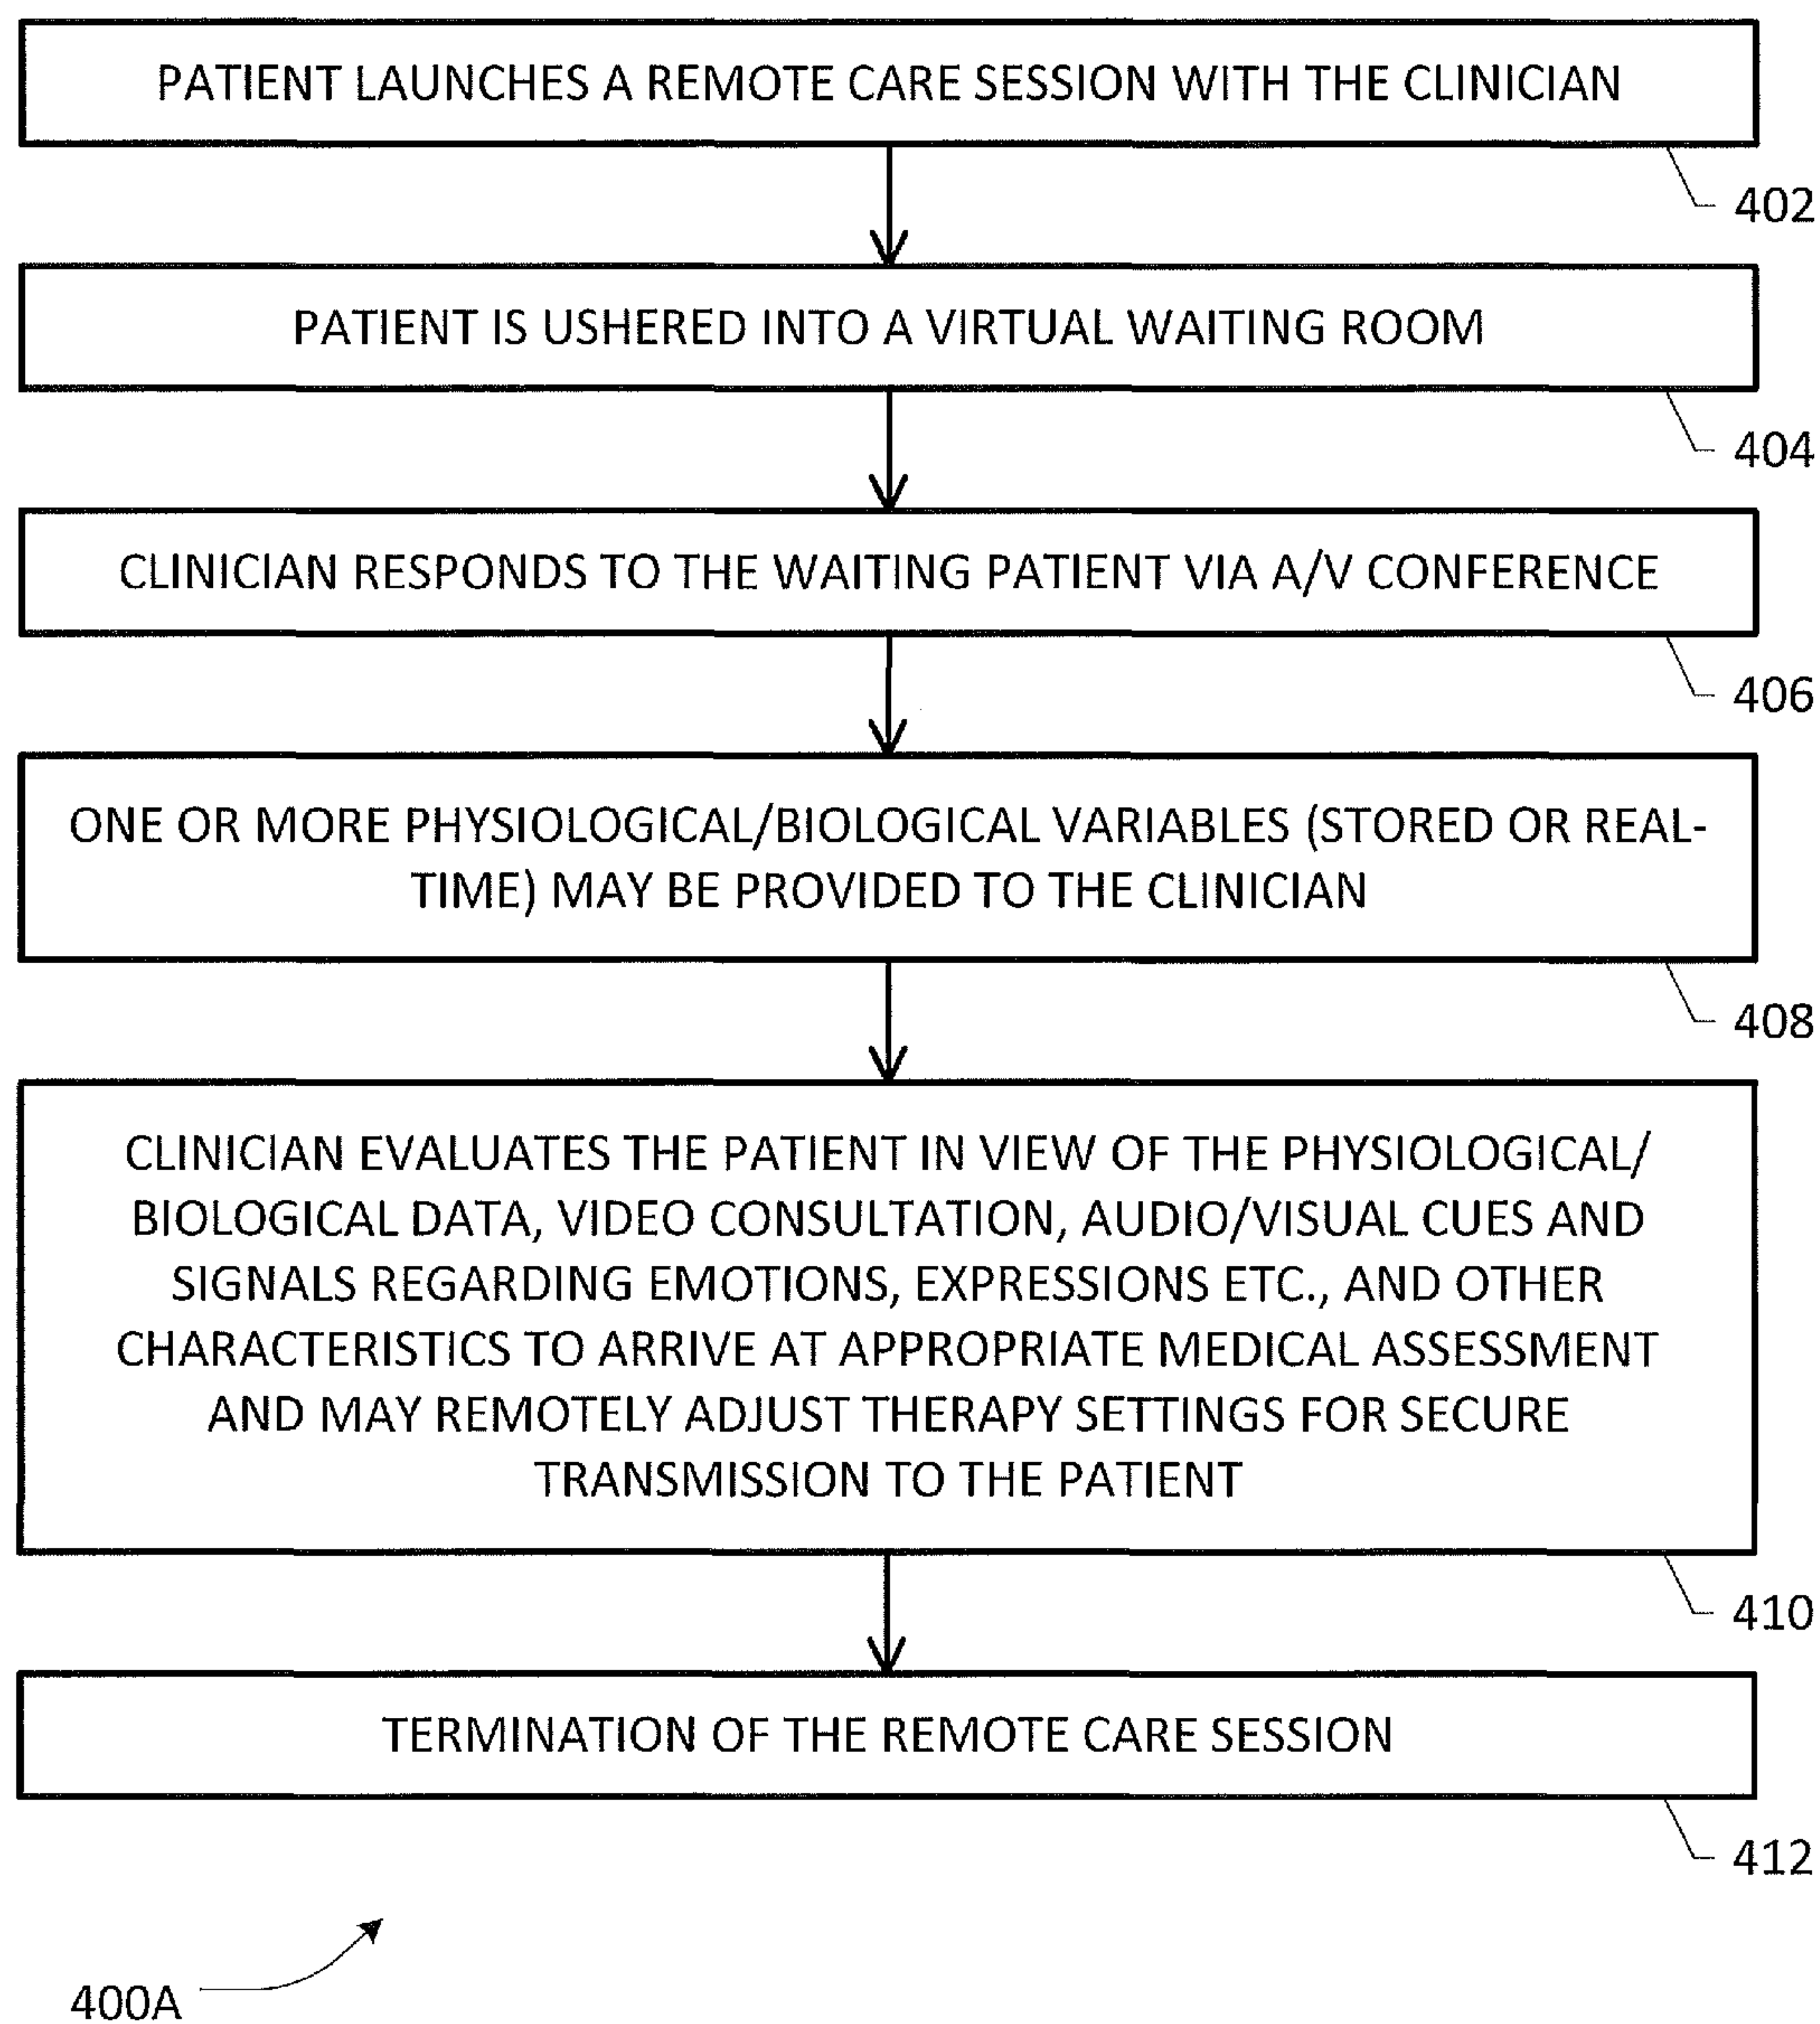 PATIENT LAUNCHES A REMOTE CARE SESSION WITH THE CLINICIAN
402
PATIENT IS USHERED INTO A VIRTUAL WAITING ROOM
404
CLINICIAN RESPONDS TO THE WAITING PATIENT VIA A/V CONFERENCE
406
ONE OR MORE PHYSIOLOGICAL/BIOLOGICAL VARIABLES (STORED OR REAL-
TIME) MAY BE PROVIDED TO THE CLINICIAN
408
CLINICIAN EVALUATES THE PATIENT IN VIEW OF THE PHYSIOLOGICAL/
BIOLOGICAL DATA, VIDEO CONSULTATION, AUDIO/VISUAL CUES AND
SIGNALS REGARDING EMOTIONS, EXPRESSIONS ETC., AND OTHER
CHARACTERISTICS TO ARRIVE AT APPROPRIATE MEDICAL ASSESSMENT
AND MAY REMOTELY ADJUST THERAPY SETTINGS FOR SECURE
TRANSMISSION TO THE PATIENT
410
TERMINATION OF THE REMOTE CARE SESSION
412
400A